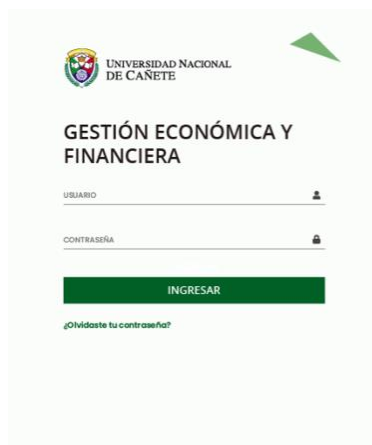 UNIVERSIDAD NACIONAL
DE CAÑETE
GESTIÓN ECONÓMICA Y
FINANCIERA
USUARIO
CONTRASEÑA
INGRESAR
¿Olvidaste tu contraseña?